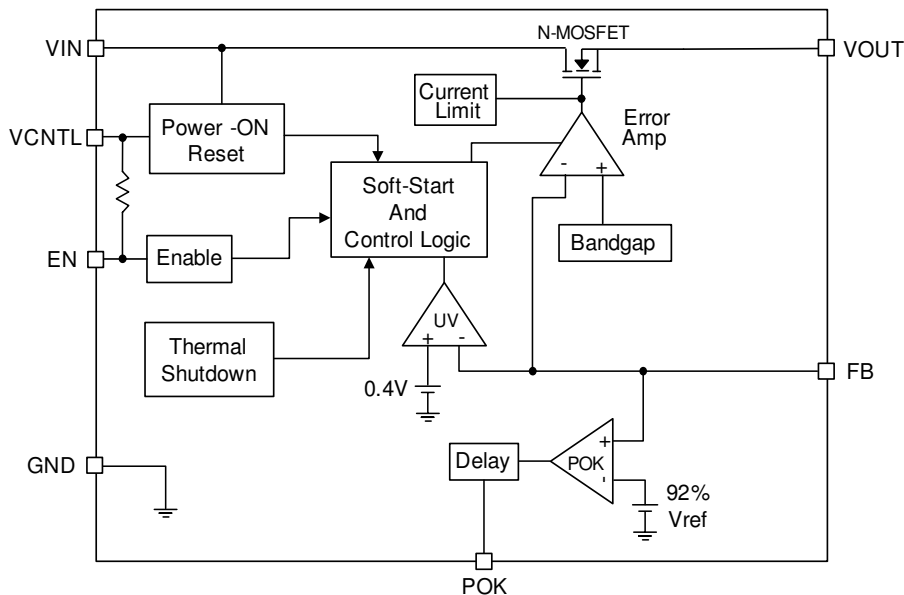 N-MOSFET
VIN
VOUT
Current
Limit
Error
Amp
VCNTL
Power -ON
Reset
-
+
Soft-Start
And
Control Logic
Bandgap
EN
Enable
UV
+
-
Thermal
Shutdown
0.4V
FB
GND
Delay
POK
+
-
92%
Vref
POK